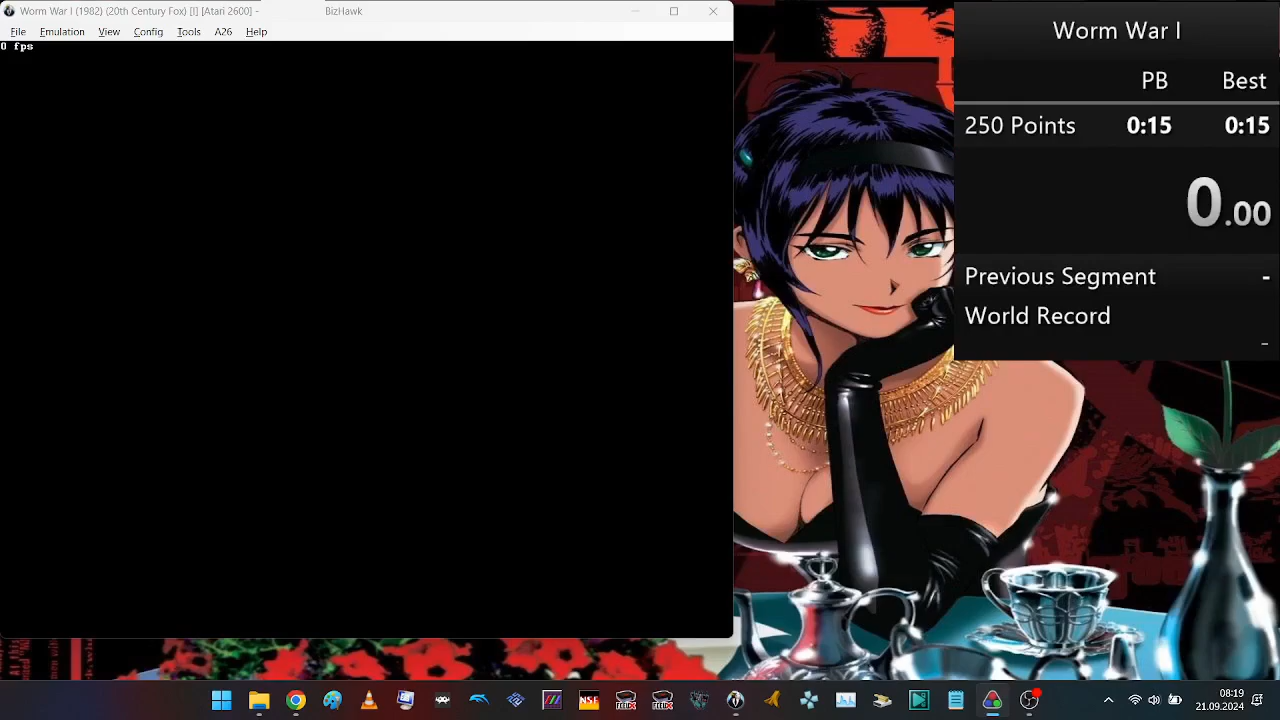 Worm War I (1982) (20th Century Fox) [!] [Atari 2600] - BizHawk
File Emulation View Config Tools A26 Help
0 fps
Worm War I
PB Best
250 Points 0:15 0:15
0.00
Previous Segment -
World Record
-
NSF
08:19
21.09.2024